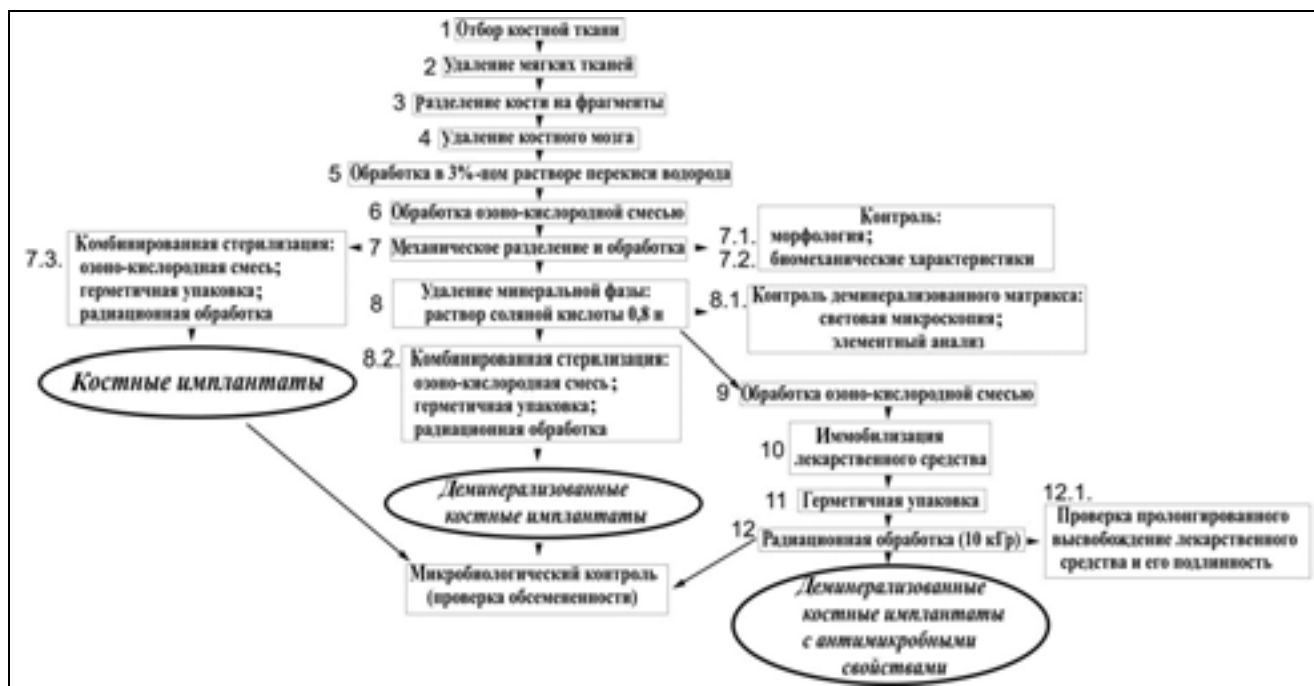 1 Отбор костной ткани
2 Удаление мягких тканей
3 Разделение кости на фрагменты
4 Удаление костного мозга
5 Обработка в 3%-ном растворе перекиси водорода
6 Обработка озоно-кислородной смесью
7 Механическое разделение и обработка
Контроль:
7.1. морфология;
7.2. биомеханические характеристики
7.3. Комбинированная стерилизация:
озоно-кислородная смесь;
герметичная упаковка;
радиационная обработка
Костные имплантаты
8 Удаление минеральной фазы:
раствор соляной кислоты 0,8 н
8.1. Контроль деминерализованного матрикса:
световая микроскопия;
элементный анализ
8.2. Комбинированная стерилизация:
озоно-кислородная смесь;
герметичная упаковка;
радиационная обработка
Деминерализованные
костные имплантаты
9 Обработка озоно-кислородной смесью
10 Иммобилизация
лекарственного средства
11 Герметичная упаковка
12 Радиационная обработка (10 кГр)
12.1.
Проверка пролонгированного
высвобождение лекарственного
средства и его подлинность
Микробиологический контроль
(проверка обсемененности)
Деминерализованные
костные имплантаты
с антимикробными
свойствами